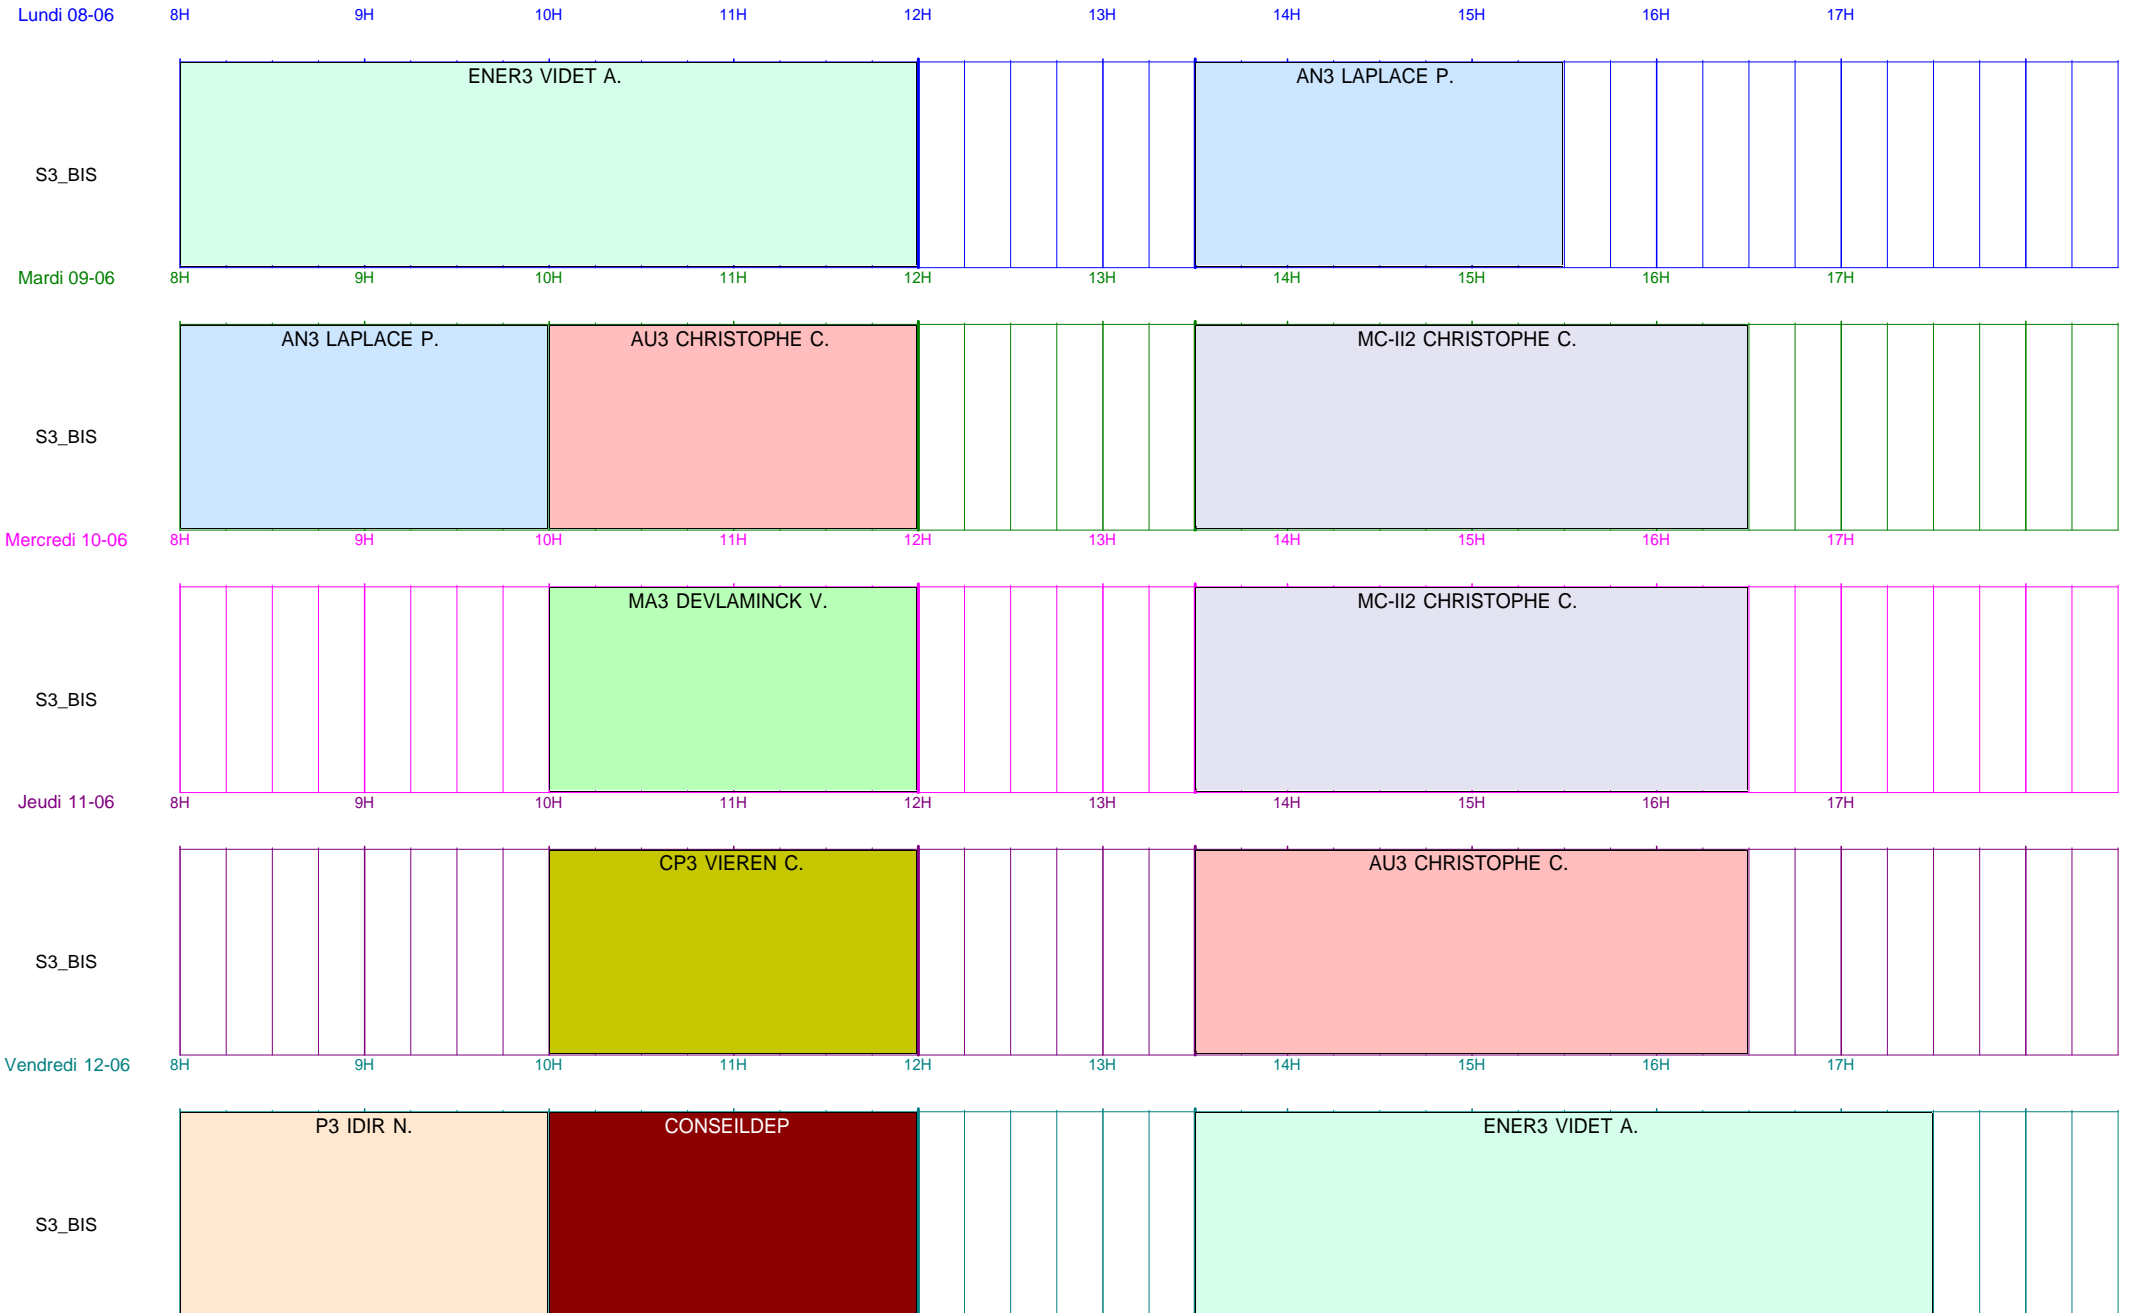 Lundi 08-06 8H 9H 10H 11H 12H 13H 14H 15H 16H 17H
ENER3 VIDET A. AN3 LAPLACE P.
S3_BIS
Mardi 09-06 8H 9H 10H 11H 12H 13H 14H 15H 16H 17H
AN3 LAPLACE P. AU3 CHRISTOPHE C. MC-II2 CHRISTOPHE C.
S3_BIS
Mercredi 10-06 8H 9H 10H 11H 12H 13H 14H 15H 16H 17H
MA3 DEVLAMINCK V. MC-II2 CHRISTOPHE C.
S3_BIS
Jeudi 11-06 8H 9H 10H 11H 12H 13H 14H 15H 16H 17H
CP3 VIEREN C. AU3 CHRISTOPHE C.
S3_BIS
Vendredi 12-06 8H 9H 10H 11H 12H 13H 14H 15H 16H 17H
P3 IDIR N. CONSEILDEP ENER3 VIDET A.
S3_BIS